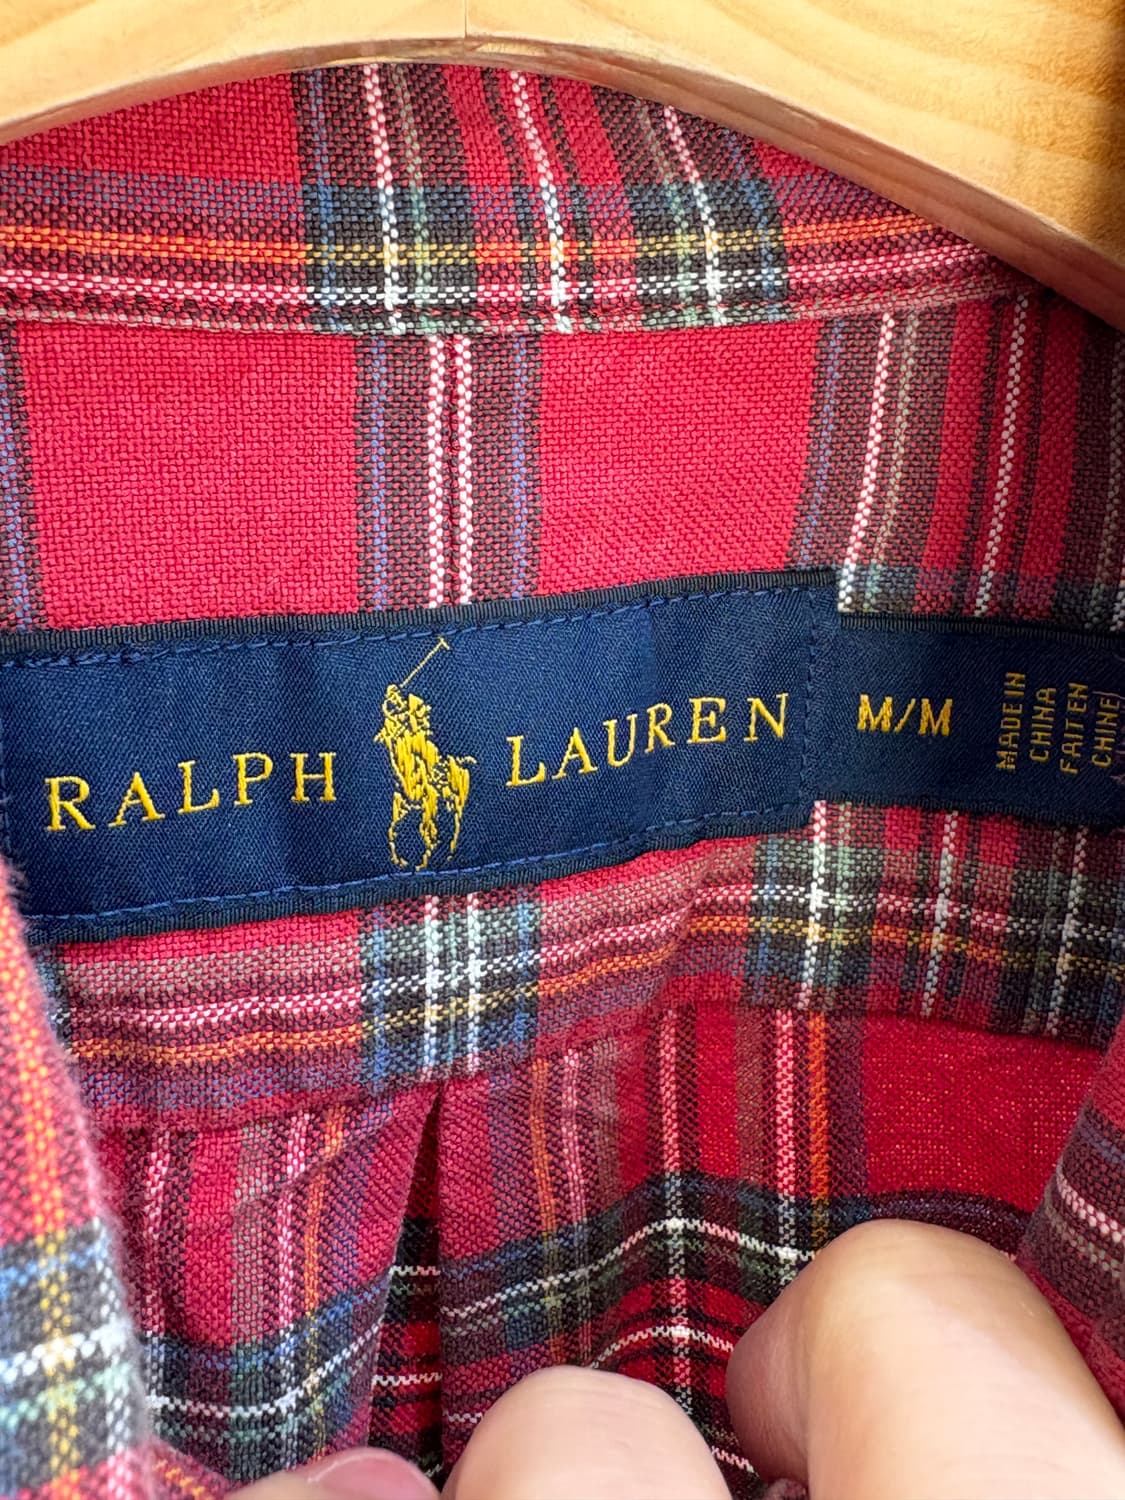 RALPH LAUREN
M/M
MADE IN
CHINA
FAIT EN
CHINE